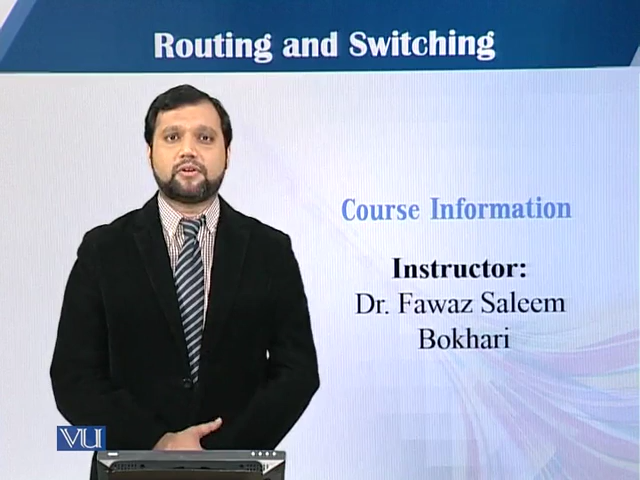 Routing and Switching
Course Information
Instructor:
Dr. Fawaz Saleem
Bokhari
VU